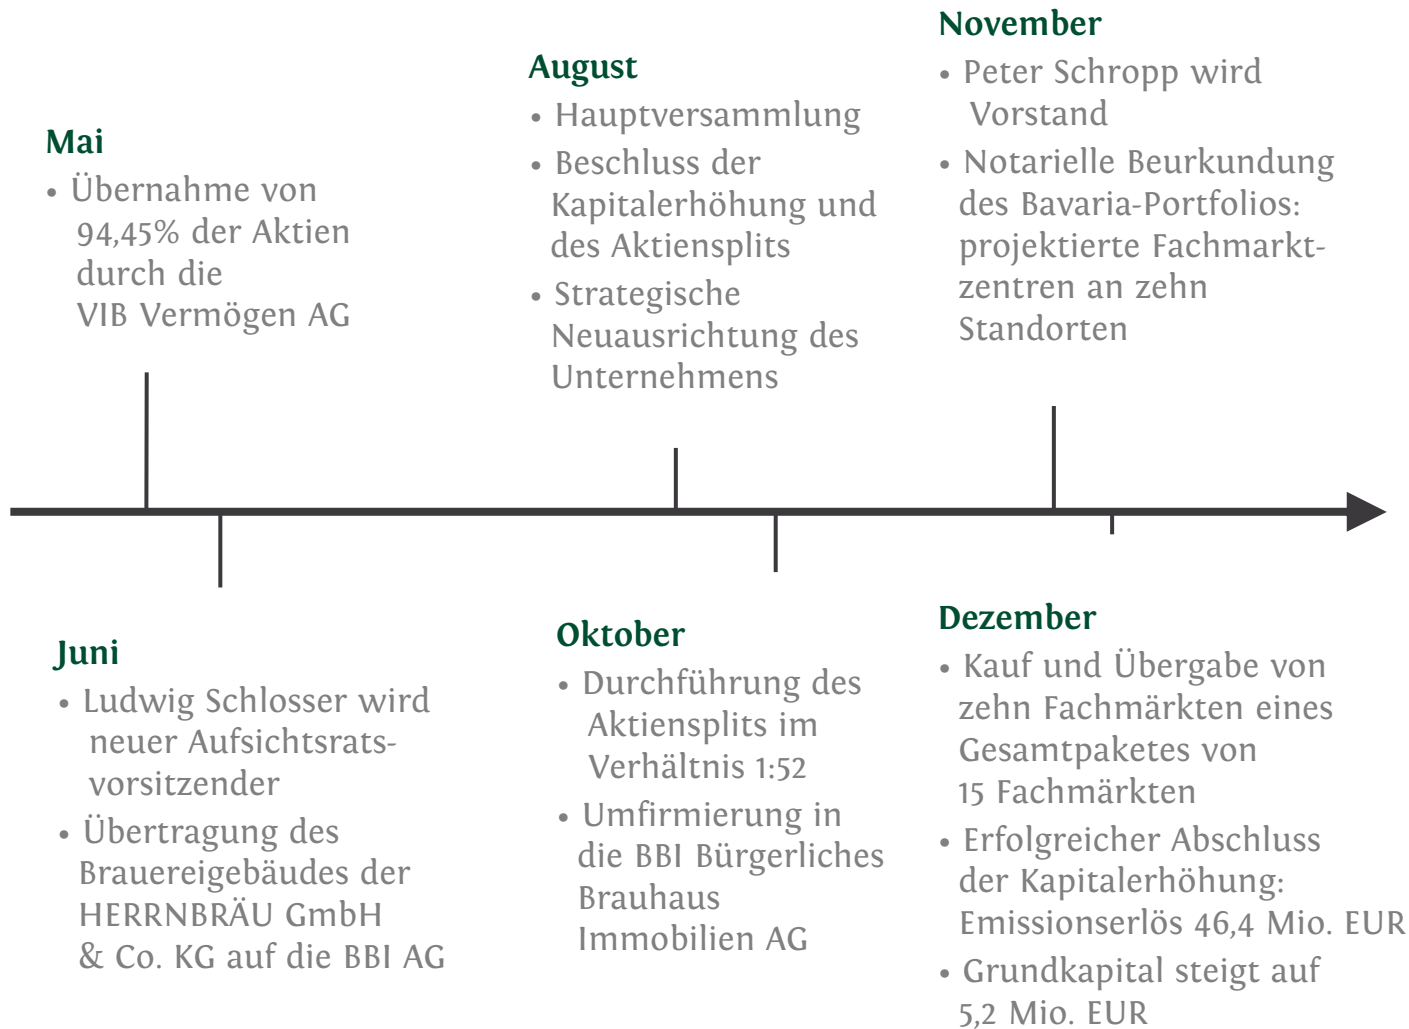 Mai
• Übernahme von
94,45% der Aktien
durch die
VIB Vermögen AG
August
• Hauptversammlung
• Beschluss der
Kapitalerhöhung und
des Aktiensplits
• Strategische
Neuausrichtung des
Unternehmens
November
• Peter Schropp wird
Vorstand
• Notarielle Beurkundung
des Bavaria-Portfolios:
projektierte Fachmarkt-
zentren an zehn
Standorten
Juni
• Ludwig Schlosser wird
neuer Aufsichtsrats-
vorsitzender
• Übertragung des
Brauereigebäudes der
HERRNBRÄU GmbH
& Co. KG auf die BBI AG
Oktober
• Durchführung des
Aktiensplits im
Verhältnis 1:52
• Umfirmierung in
die BBI Bürgerliches
Brauhaus
Immobilien AG
Dezember
• Kauf und Übergabe von
zehn Fachmärkten eines
Gesamtpaketes von
15 Fachmärkten
• Erfolgreicher Abschluss
der Kapitalerhöhung:
Emissionserlös 46,4 Mio. EUR
• Grundkapital steigt auf
5,2 Mio. EUR